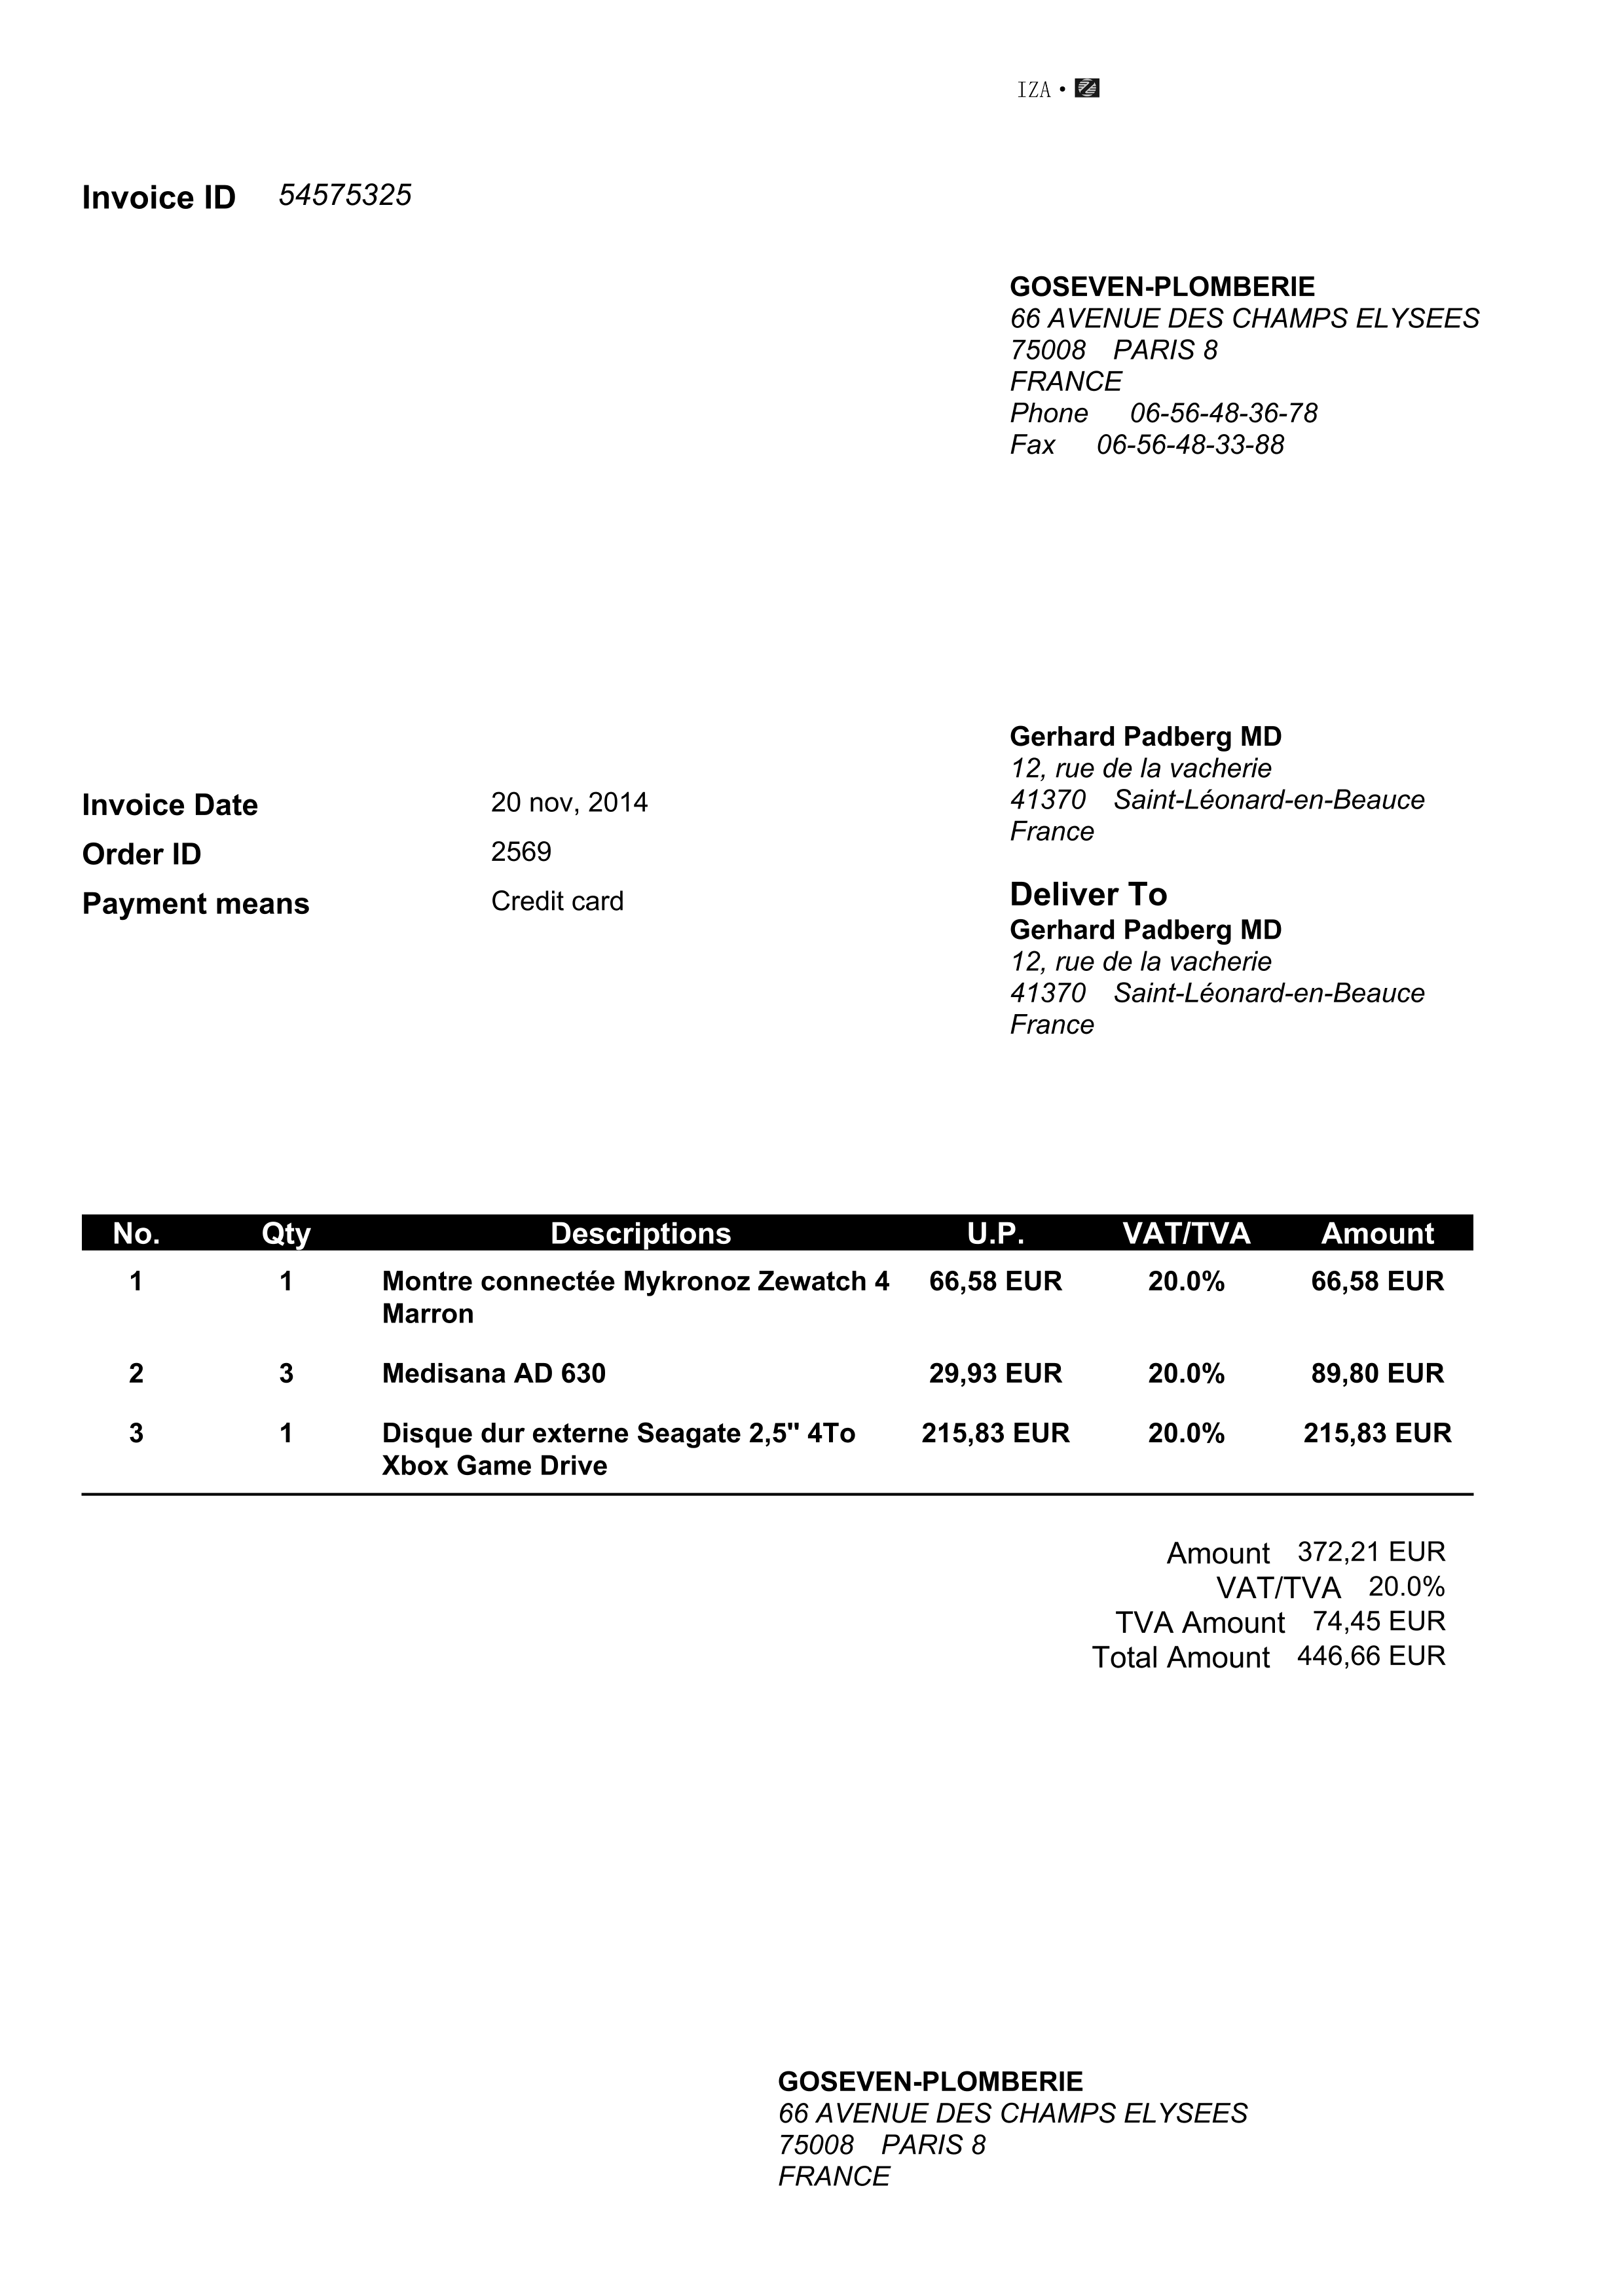 IZA •
Invoice ID 54575325
GOSEVEN-PLOMBERIE
66 AVENUE DES CHAMPS ELYSEES
75008 PARIS 8
FRANCE
Phone 06-56-48-36-78
Fax 06-56-48-33-88
Gerhard Padberg MD
12, rue de la vacherie
41370 Saint-Léonard-en-Beauce
France
Invoice Date 20 nov, 2014
Order ID 2569
Payment means Credit card
Deliver To
Gerhard Padberg MD
12, rue de la vacherie
41370 Saint-Léonard-en-Beauce
France
No. Qty Descriptions U.P. VAT/TVA Amount
1 1 Montre connectée Mykronoz Zewatch 4 66,58 EUR 20.0% 66,58 EUR
Marron
2 3 Medisana AD 630 29,93 EUR 20.0% 89,80 EUR
3 1 Disque dur externe Seagate 2,5" 4To 215,83 EUR 20.0% 215,83 EUR
Xbox Game Drive
Amount 372,21 EUR
VAT/TVA 20.0%
TVA Amount 74,45 EUR
Total Amount 446,66 EUR
GOSEVEN-PLOMBERIE
66 AVENUE DES CHAMPS ELYSEES
75008 PARIS 8
FRANCE